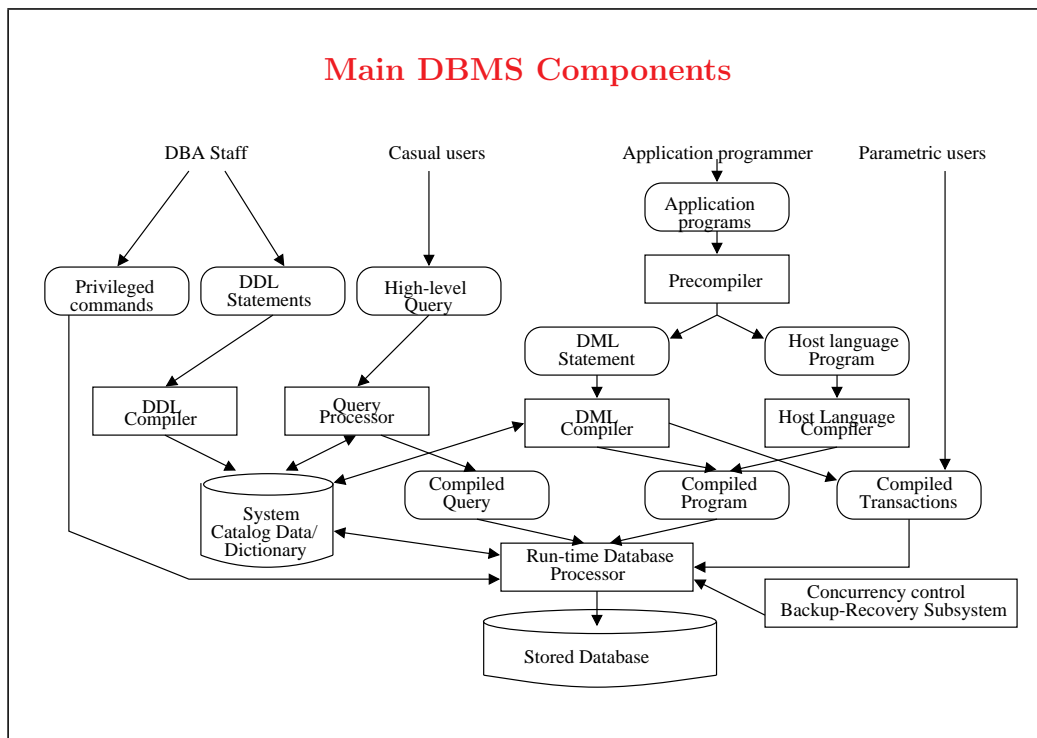 Main DBMS Components
DBA Staff
Casual users
Application programmer
Parametric users
Application
programs
Privileged
commands
DDL
Statements
High-level
Query
Precompiler
DML
Statement
Host language
Program
DDL
Compiler
Query
Processor
DML
Compiler
Host Language
Compiler
System
Catalog Data/
Dictionary
Compiled
Query
Compiled
Program
Compiled
Transactions
Run-time Database
Processor
Concurrency control
Backup-Recovery Subsystem
Stored Database